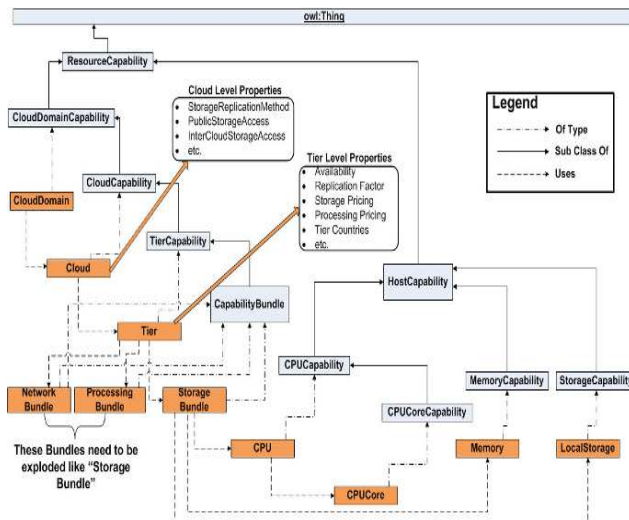 owl:Thing
ResourceCapability
Cloud Level Properties
StorageReplicationMethod
PublicStorageAccess
InterCloudStorageAccess
etc.
Legend
Of Type
Sub Class Of
Uses
CloudDomainCapability
Tier Level Properties
Availability
Replication Factor
Storage Pricing
Processing Pricing
Tier Countries
etc.
CloudCapability
CloudDomain
TierCapability
Cloud
HostCapability
CapabilityBundle
Tier
CPUCapability
MemoryCapability
StorageCapability
Network
Bundle
Processing
Bundle
Storage
Bundle
CPUCoreCapability
These Bundles need to be
exploded like “Storage
Bundle”
CPU
Memory
LocalStorage
CPUCore